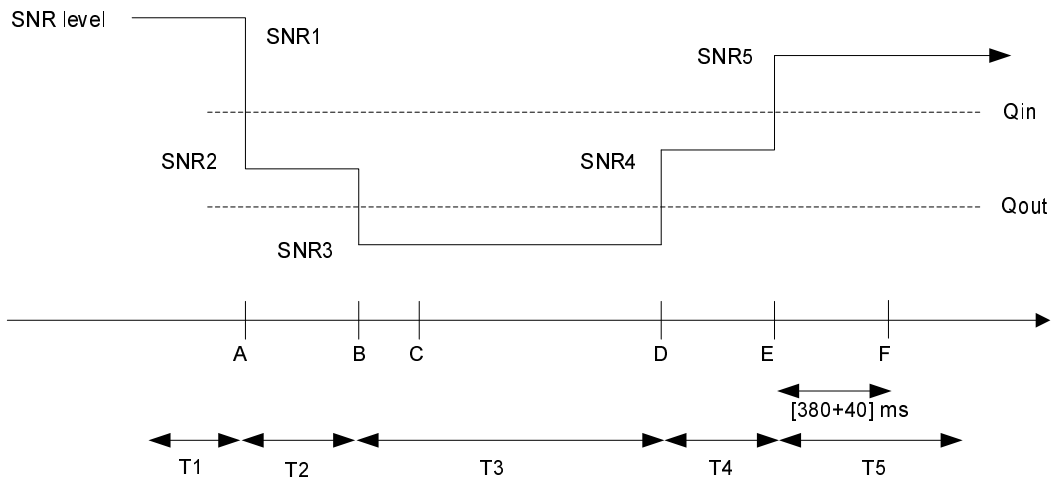 SNR level
SNR1
SNR5
Qin
SNR2
SNR4
Qout
SNR3
A B C D E F
[380+40] ms
T1 T2 T3 T4 T5